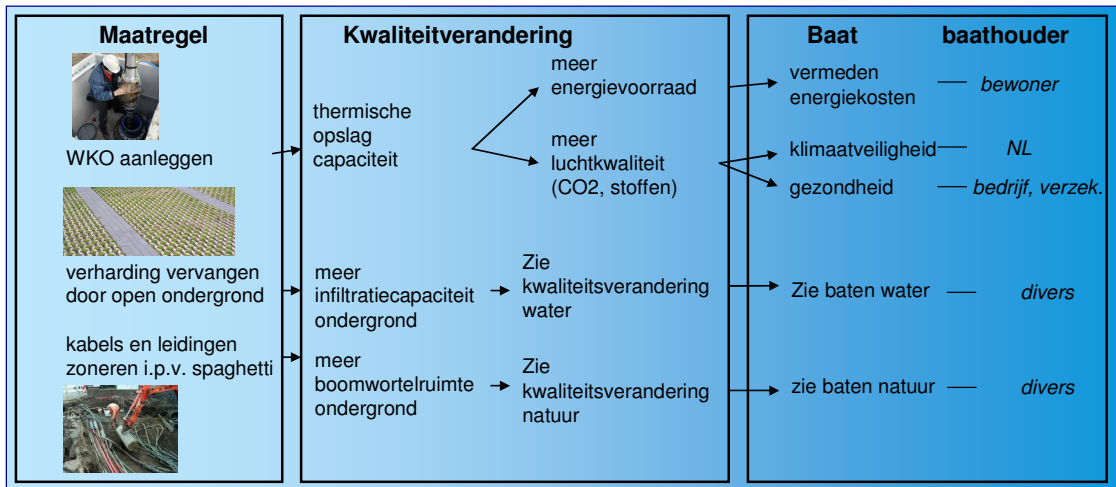 Maatregel
WKO aanleggen
verharding vervangen
door open ondergrond
kabels en leidingen
zoneren i.p.v. spaghetti
Kwaliteitverandering
thermische
opslag
capaciteit
meer
energievoorraad
meer
luchtkwaliteit
(CO2, stoffen)
meer
infiltratiecapaciteit
ondergrond
Zie
kwaliteitsverandering
water
meer
boomwortelruimte
ondergrond
Zie
kwaliteitsverandering
natuur
Baat baathouder
vermeden
energiekosten
bewoner
klimaatveiligheid NL
gezondheid bedrijf, verzek.
Zie baten water divers
zie baten natuur divers